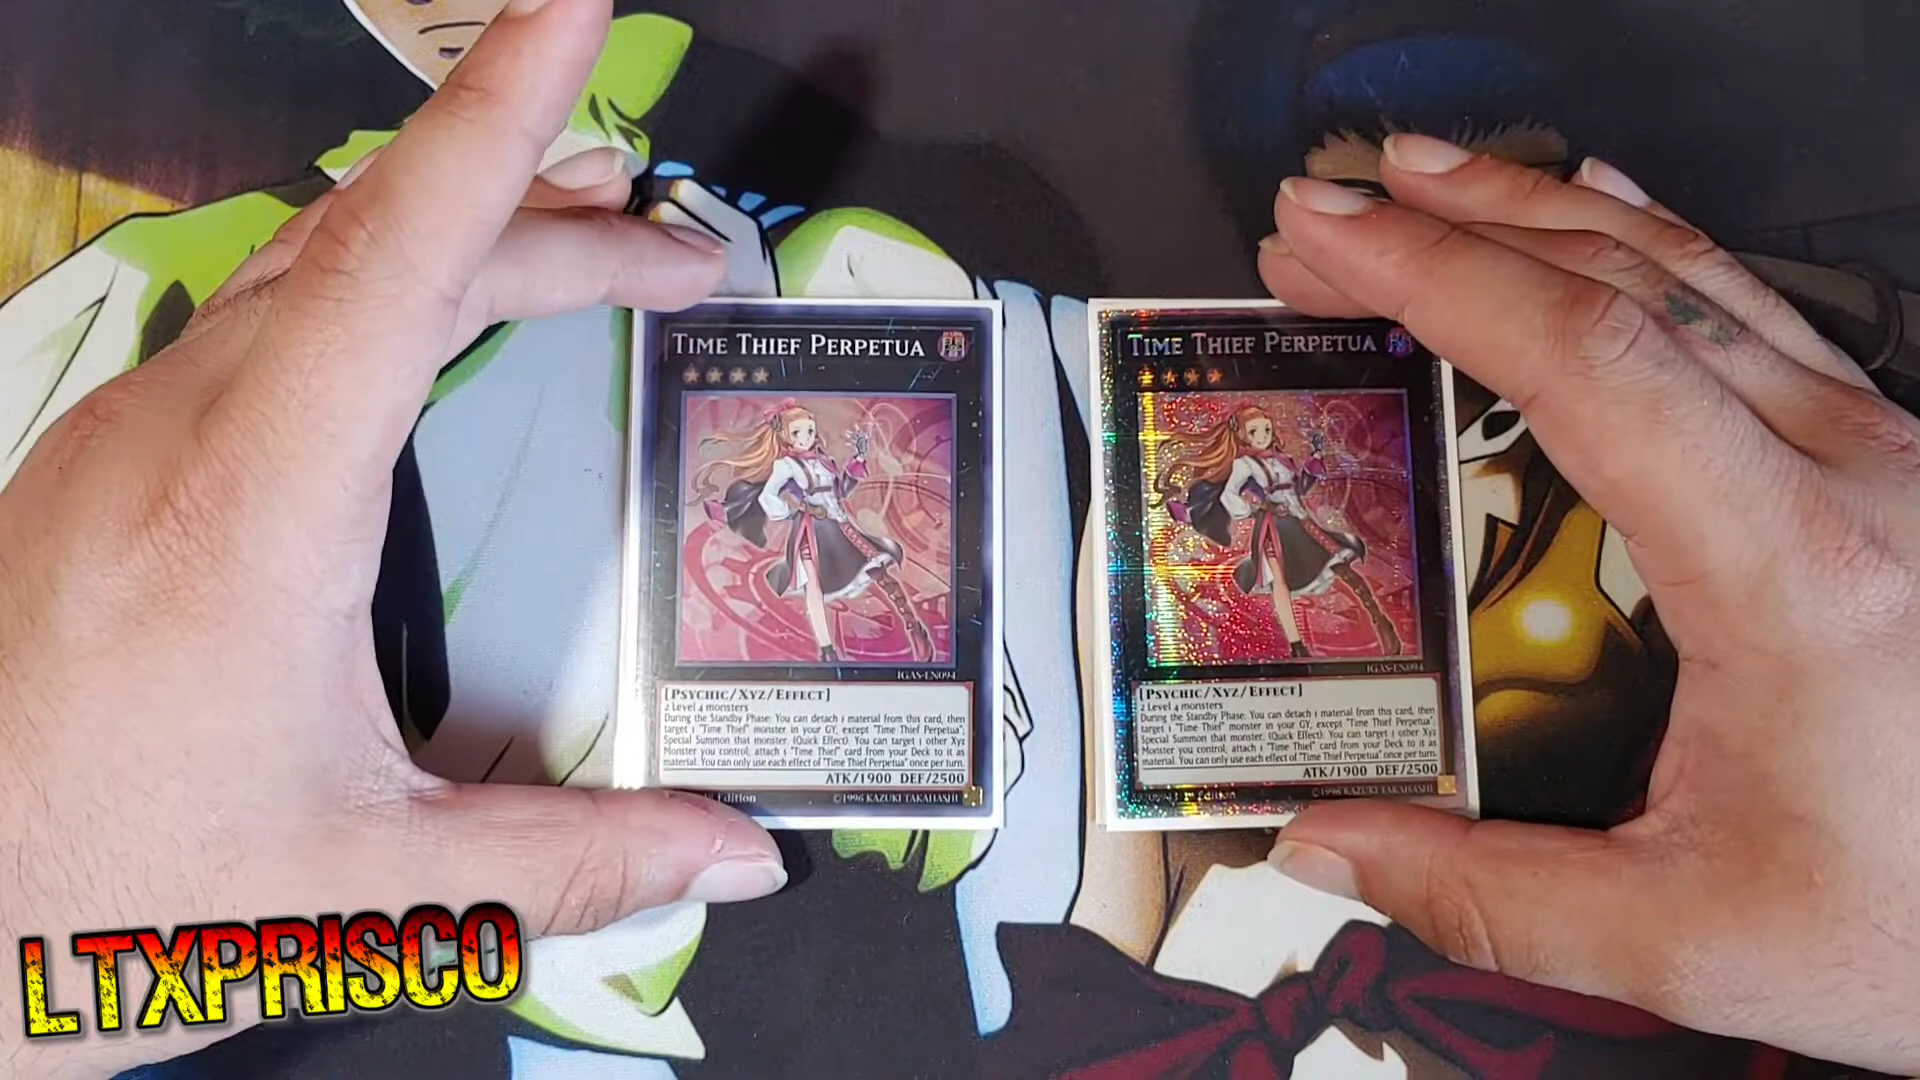 TIME THIEF PERPETUA
IGAS-EN094
[PSYCHIC/XYZ/EFFECT]
2 Level 4 monsters
During the Standby Phase: You can detach 1 material from this card, then
target 1 "Time Thief" monster in your GY, except "Time Thief Perpetua";
Special Summon that monster. (Quick Effect): You can target 1 other Xyz
Monster you control; attach 1 "Time Thief" card from your Deck to it as
material. You can only use each effect of "Time Thief Perpetua" once per turn.
ATK/1900 DEF/2500
Edition
©1996 KAZUKI TAKAHASHI
TIME THIEF PERPETUA
IGAS-EN094
[PSYCHIC/XYZ/EFFECT]
2 Level 4 monsters
During the Standby Phase: You can detach 1 material from this card, then
target 1 "Time Thief" monster in your GY, except "Time Thief Perpetua";
Special Summon that monster. (Quick Effect): You can target 1 other Xyz
Monster you control; attach 1 "Time Thief" card from your Deck to it as
material. You can only use each effect of "Time Thief Perpetua" once per turn.
ATK/1900 DEF/2500
1st Edition
©1996 KAZUKI TAKAHASHI
LTXPRISCO